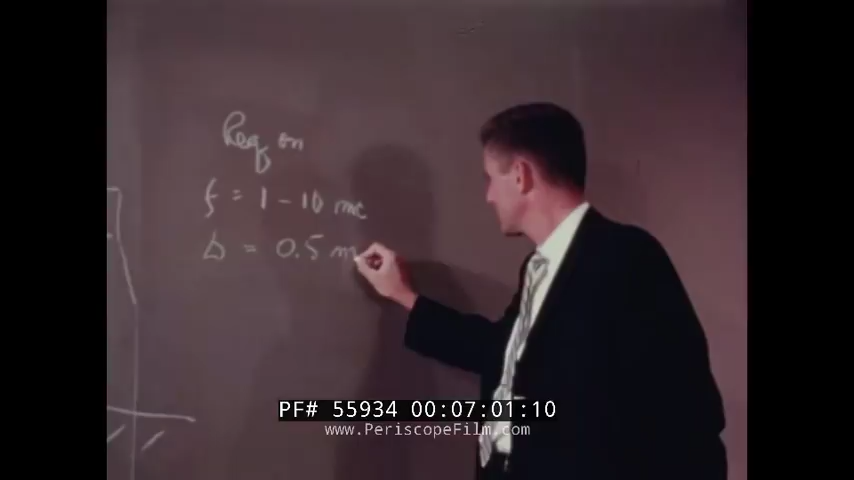 Req on
f = 1 - 10 mc
Δ = 0.5 m
PF# 55934 00:07:01:10
www.PeriscopeFilm.com